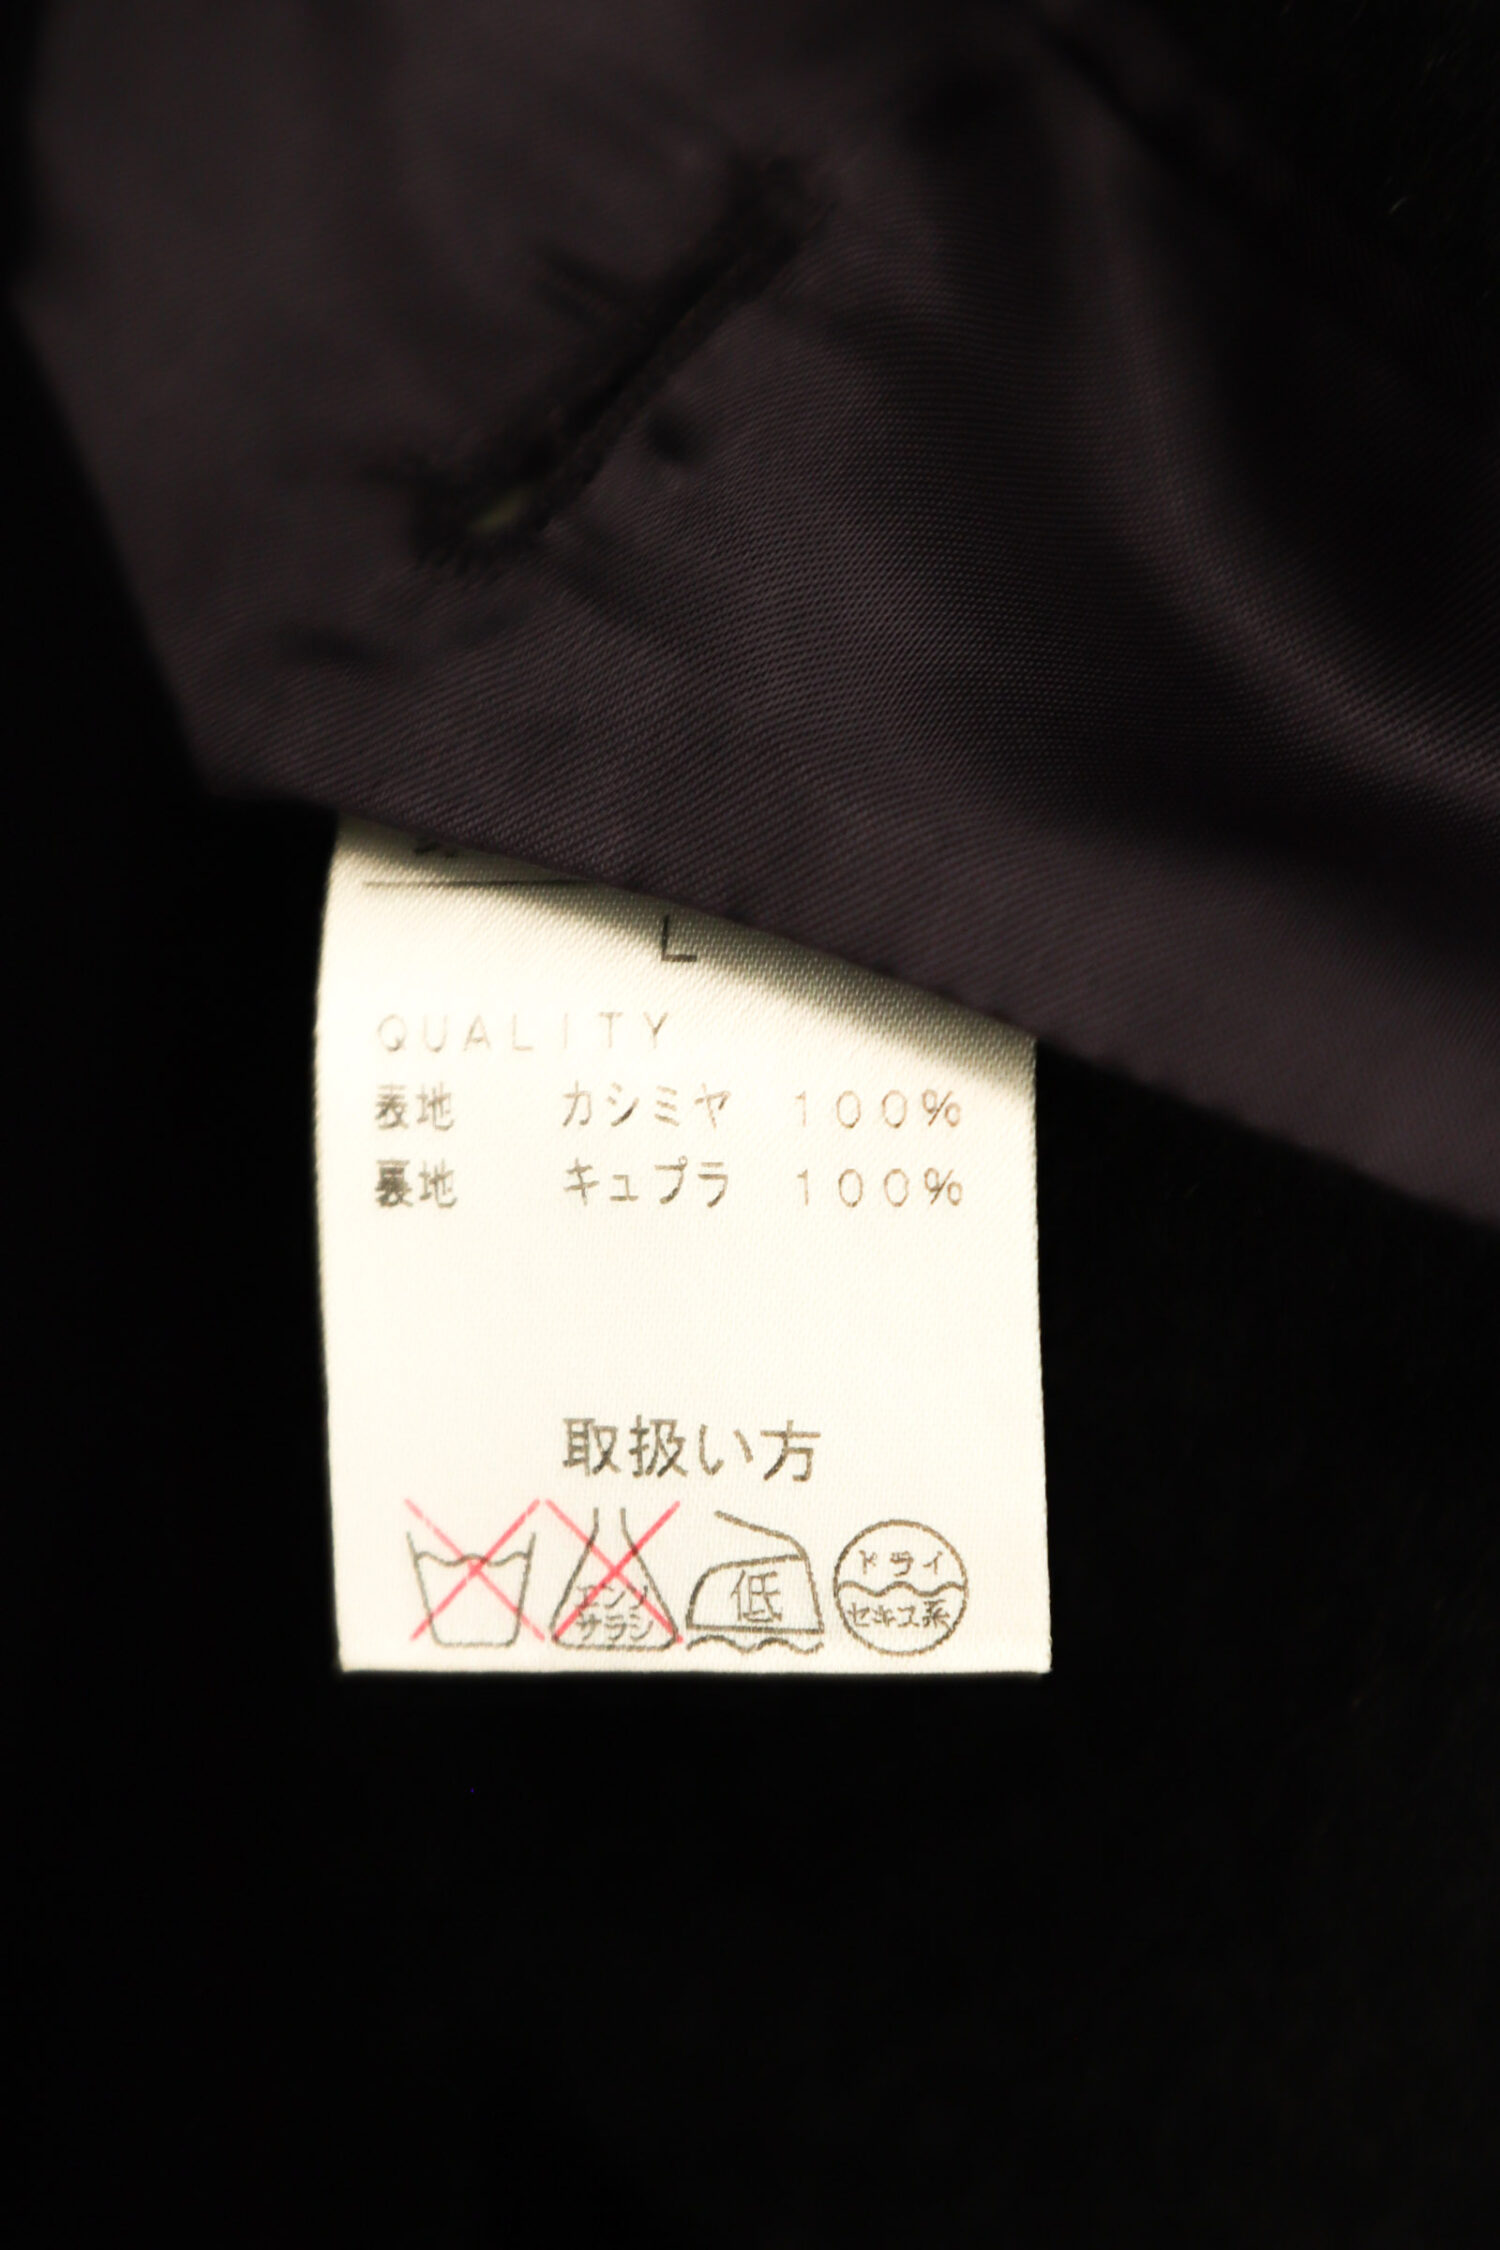 L
QUALITY
表地 カシミヤ 100%
裏地 キュプラ 100%
取扱い方
エンソ
サラシ
低
ドライ
セキユ系